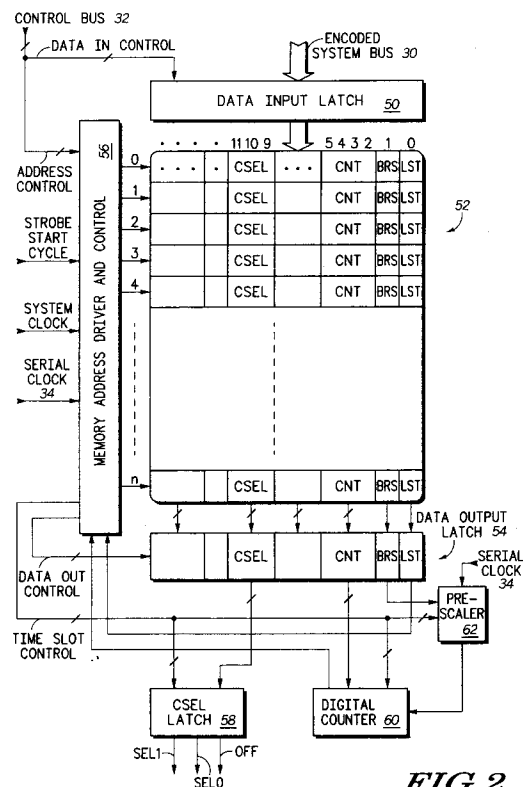 CONTROL BUS 32
DATA IN CONTROL
ENCODED
SYSTEM BUS 30
DATA INPUT LATCH 50
. . . . 11 10 9 5 4 3 2 1 0
ADDRESS
CONTROL
STROBE
START
CYCLE
SYSTEM
CLOCK
SERIAL
CLOCK
34
MEMORY ADDRESS DRIVER AND CONTROL 56
0 . . . . CSEL ... CNT BRS LST
1 CSEL CNT BRS LST
2 CSEL CNT BRS LST
3 CSEL CNT BRS LST
4 CSEL CNT BRS LST
52
n CSEL CNT BRS LST
DATA OUTPUT
LATCH 54
CSEL CNT BRS LST
SERIAL
CLOCK
34
DATA OUT
CONTROL
TIME SLOT
CONTROL
PRE-
SCALER
62
CSEL
LATCH 58
DIGITAL
COUNTER 60
SEL1
SEL0
OFF
FIG.2